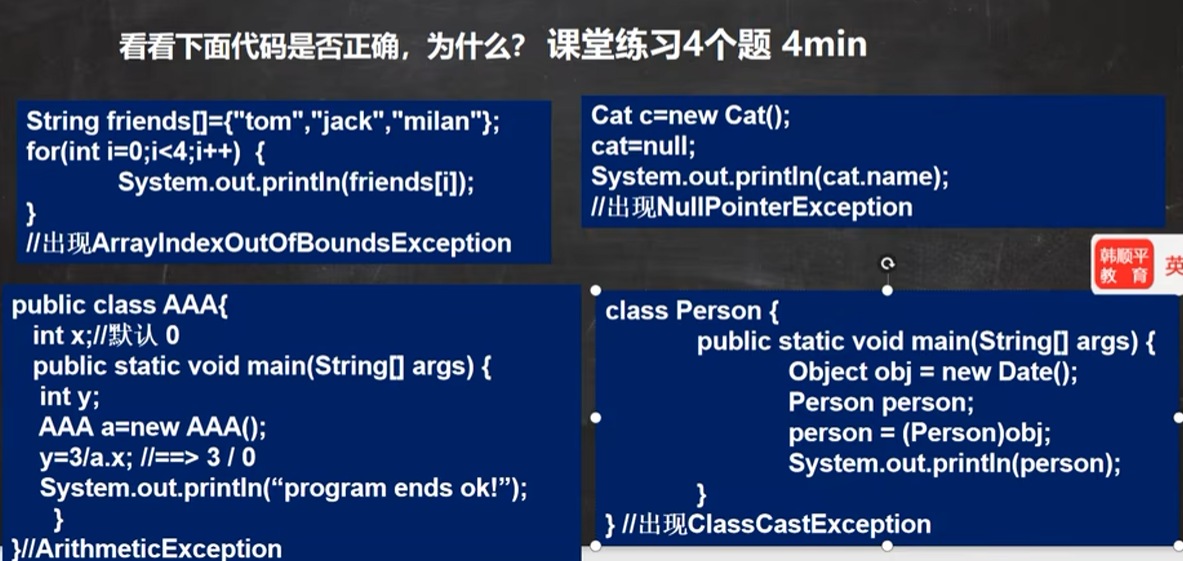 看看下面代码是否正确，为什么? 课堂练习4个题 4min
String friends[]={"tom","jack","milan"};
for(int i=0;i<4;i++) {
System.out.println(friends[i]);
}
//出现ArrayIndexOutOfBoundsException
Cat c=new Cat();
cat=null;
System.out.println(cat.name);
//出现NullPointerException
韩顺平
教 育
英
public class AAA{
int x;//默认 0
public static void main(String[] args) {
int y;
AAA a=new AAA();
y=3/a.x; //==> 3 / 0
System.out.println(“program ends ok!”);
}
}//ArithmeticException
class Person {
public static void main(String[] args) {
Object obj = new Date();
Person person;
person = (Person)obj;
System.out.println(person);
}
} //出现ClassCastException